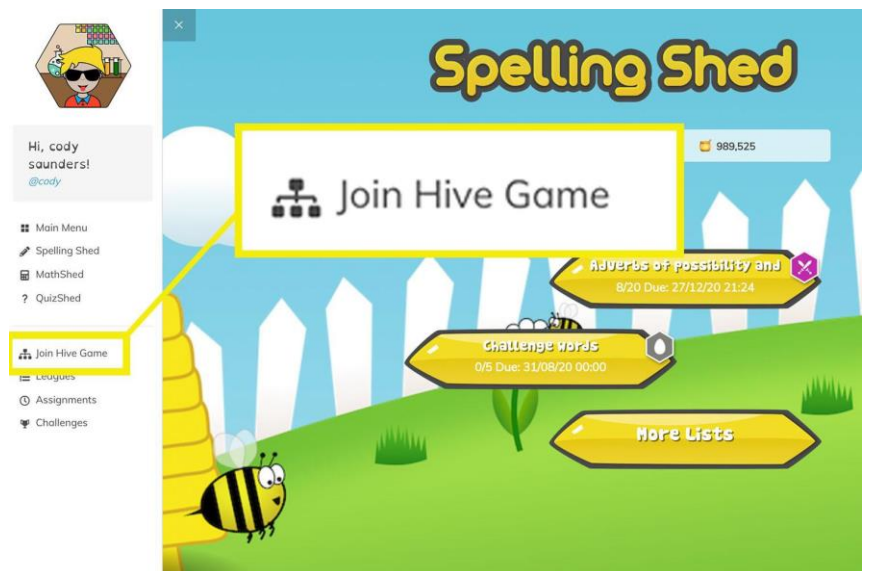 Hi, cody
saunders!
@cody
Main Menu
Spelling Shed
MathShed
? QuizShed
Join Hive Game
Leagues
Assignments
Challenges
×
Spelling Shed
989,525
Join Hive Game
Adverbs of possibility and
8/20 Due: 27/12/20 21:24
Challenge words
0/5 Due: 31/08/20 00:00
More Lists